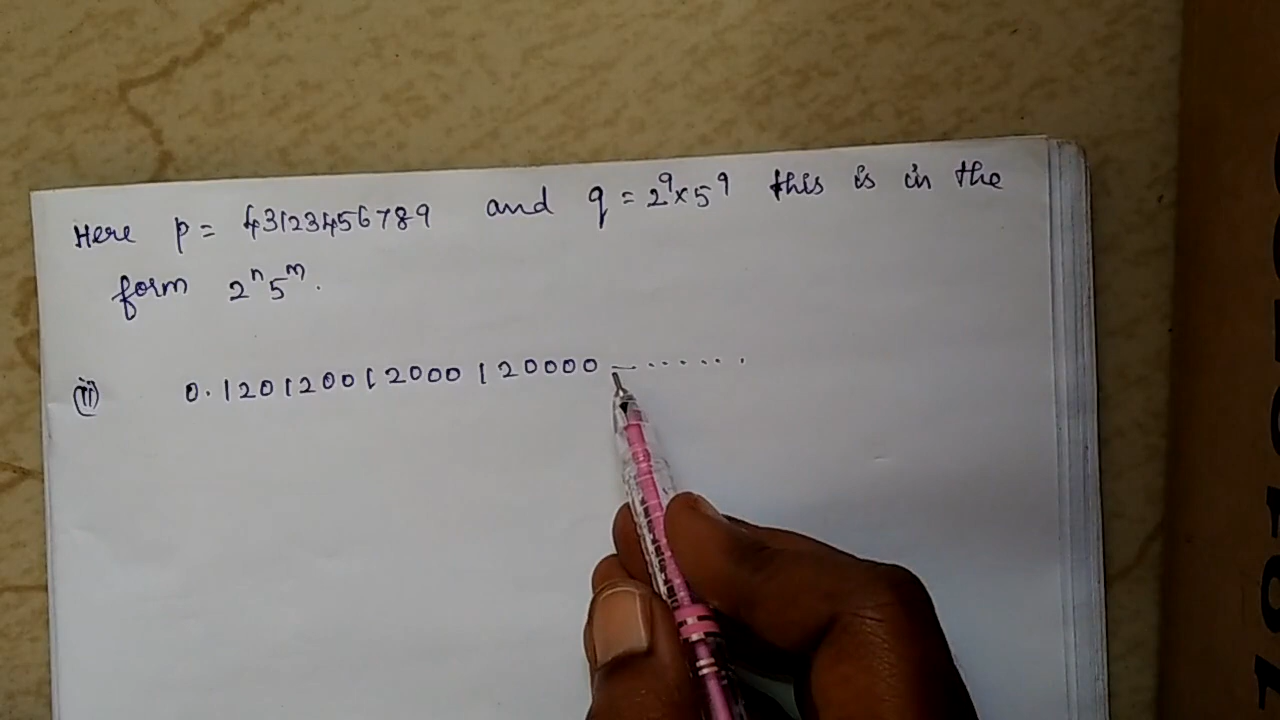 Here p = 43123456789 and q = 2⁹×5⁹ this is in the
form 2ⁿ5ᵐ.
(ii) 0.120120012000120000 .......